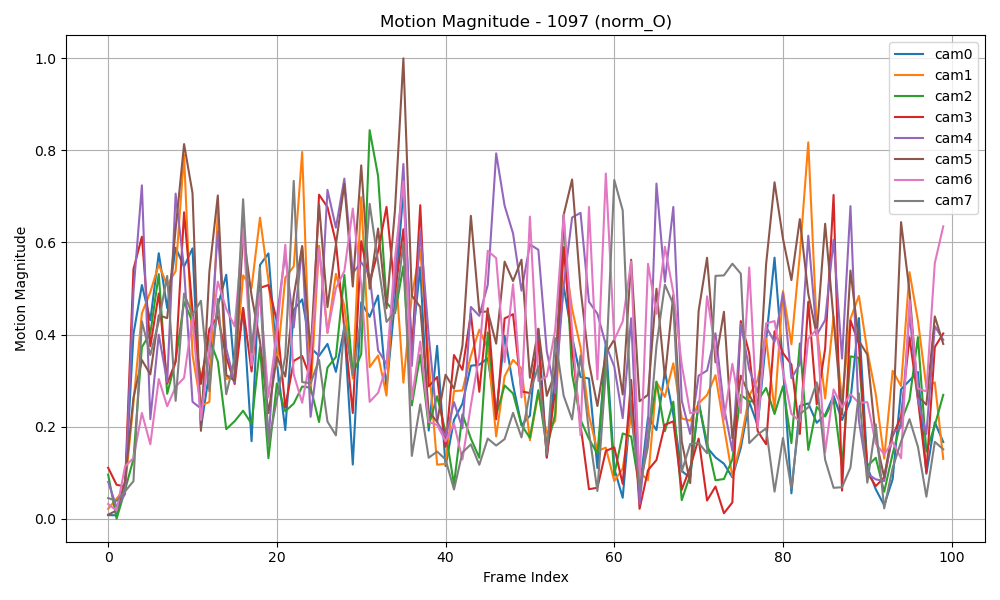 Motion Magnitude - 1097 (norm_O)
1.0
0.8
0.6
0.4
0.2
0.0
Motion Magnitude
0
20
40
60
80
100
Frame Index
cam0
cam1
cam2
cam3
cam4
cam5
cam6
cam7